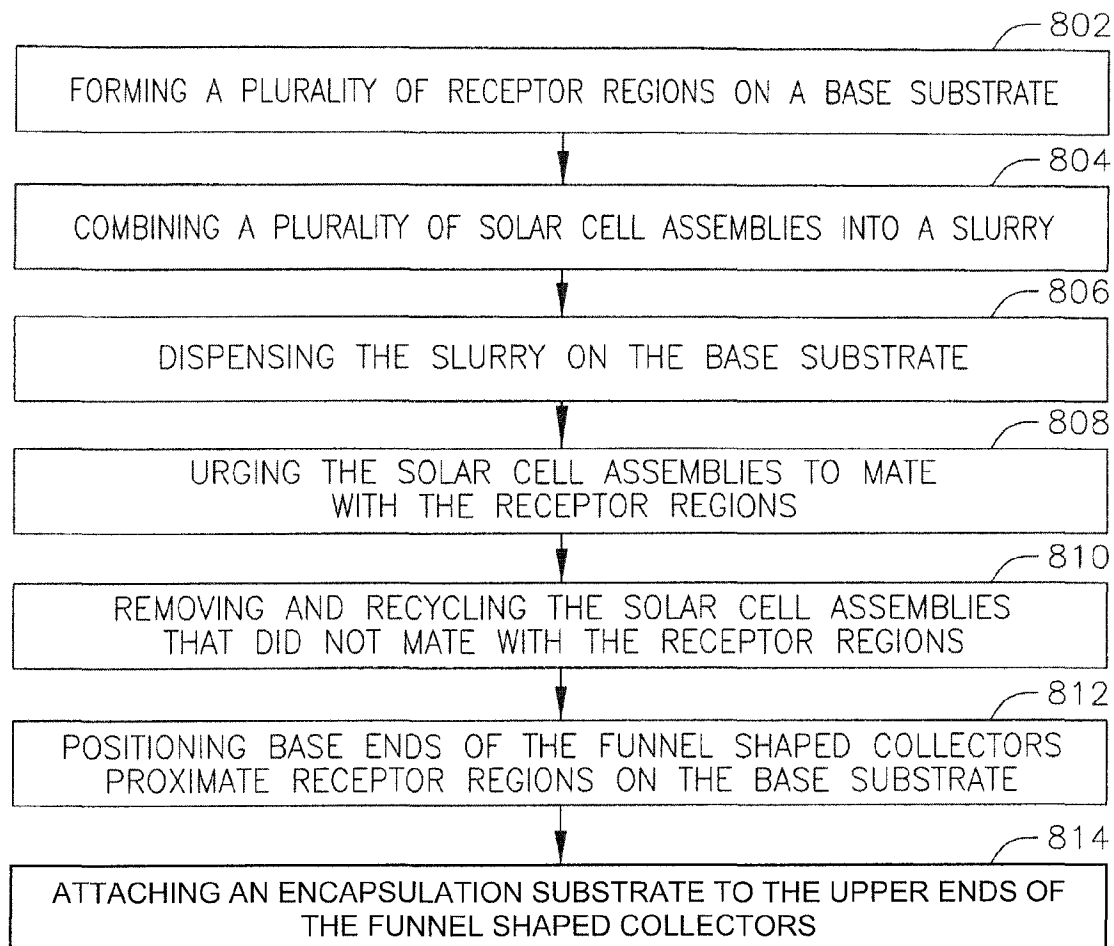 802
FORMING A PLURALITY OF RECEPTOR REGIONS ON A BASE SUBSTRATE
804
COMBINING A PLURALITY OF SOLAR CELL ASSEMBLIES INTO A SLURRY
806
DISPENSING THE SLURRY ON THE BASE SUBSTRATE
808
URGING THE SOLAR CELL ASSEMBLIES TO MATE
WITH THE RECEPTOR REGIONS
810
REMOVING AND RECYCLING THE SOLAR CELL ASSEMBLIES
THAT DID NOT MATE WITH THE RECEPTOR REGIONS
812
POSITIONING BASE ENDS OF THE FUNNEL SHAPED COLLECTORS
PROXIMATE RECEPTOR REGIONS ON THE BASE SUBSTRATE
814
ATTACHING AN ENCAPSULATION SUBSTRATE TO THE UPPER ENDS OF
THE FUNNEL SHAPED COLLECTORS